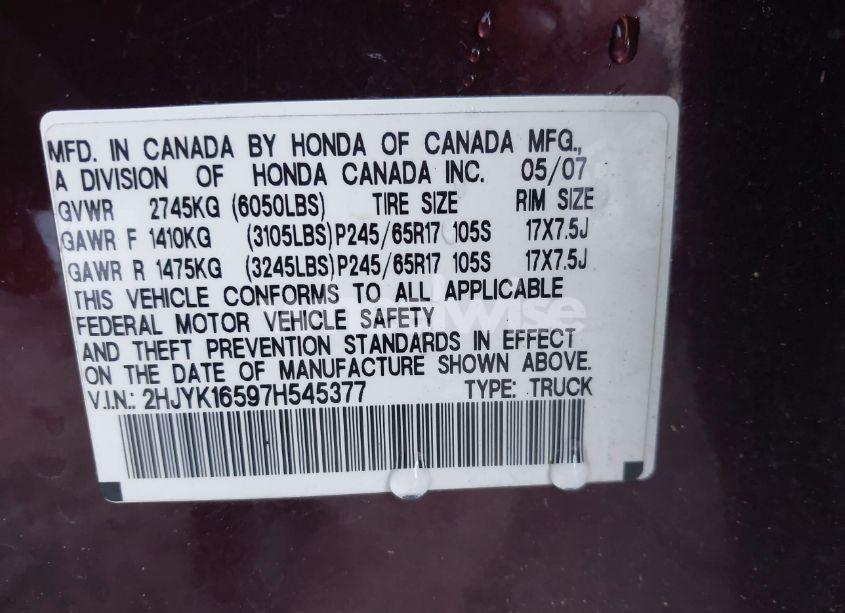 MFD. IN CANADA BY HONDA OF CANADA MFG.,
A DIVISION OF HONDA CANADA INC. 05/07
GVWR 2745KG (6050LBS) TIRE SIZE RIM SIZE
GAWR F 1410KG (3105LBS) P245/65R17 105S 17X7.5J
GAWR R 1475KG (3245LBS) P245/65R17 105S 17X7.5J
THIS VEHICLE CONFORMS TO ALL APPLICABLE
FEDERAL MOTOR VEHICLE SAFETY
AND THEFT PREVENTION STANDARDS IN EFFECT
ON THE DATE OF MANUFACTURE SHOWN ABOVE.
V.I.N.: 2HJYK16597H545377 TYPE: TRUCK